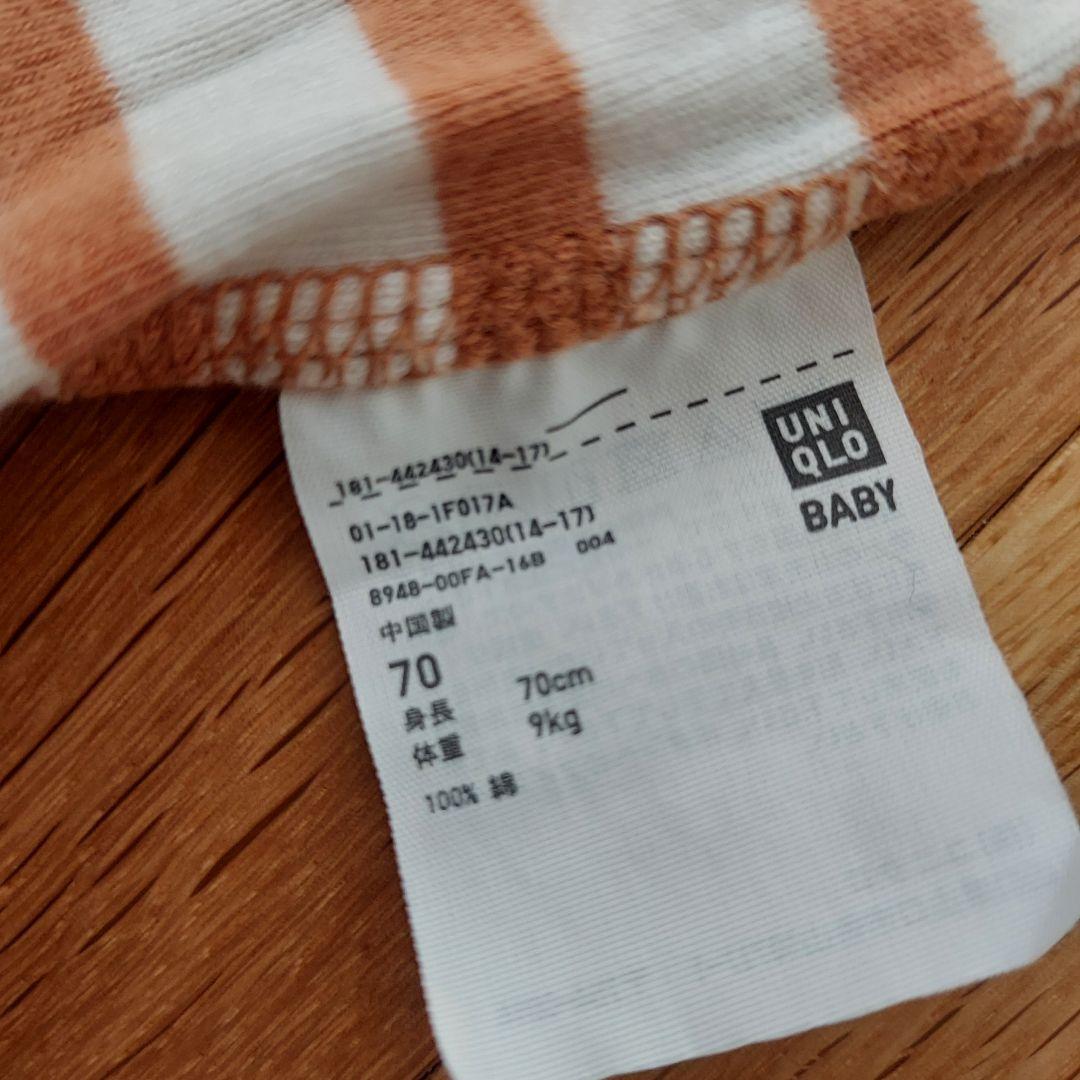 UNI
QLO
BABY
181-442430(14-17)
01-18-1F017A
181-442430(14-17)
8948-00FA-16B 004
中国製
70
身長 70cm
体重 9kg
100% 綿